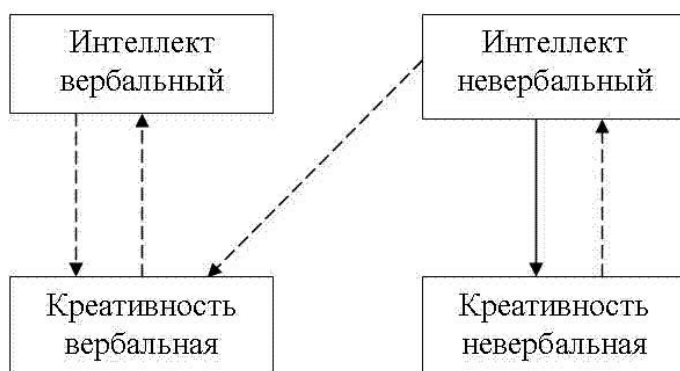 Интеллект
вербальный
Интеллект
невербальный
Креативность
вербальная
Креативность
невербальная